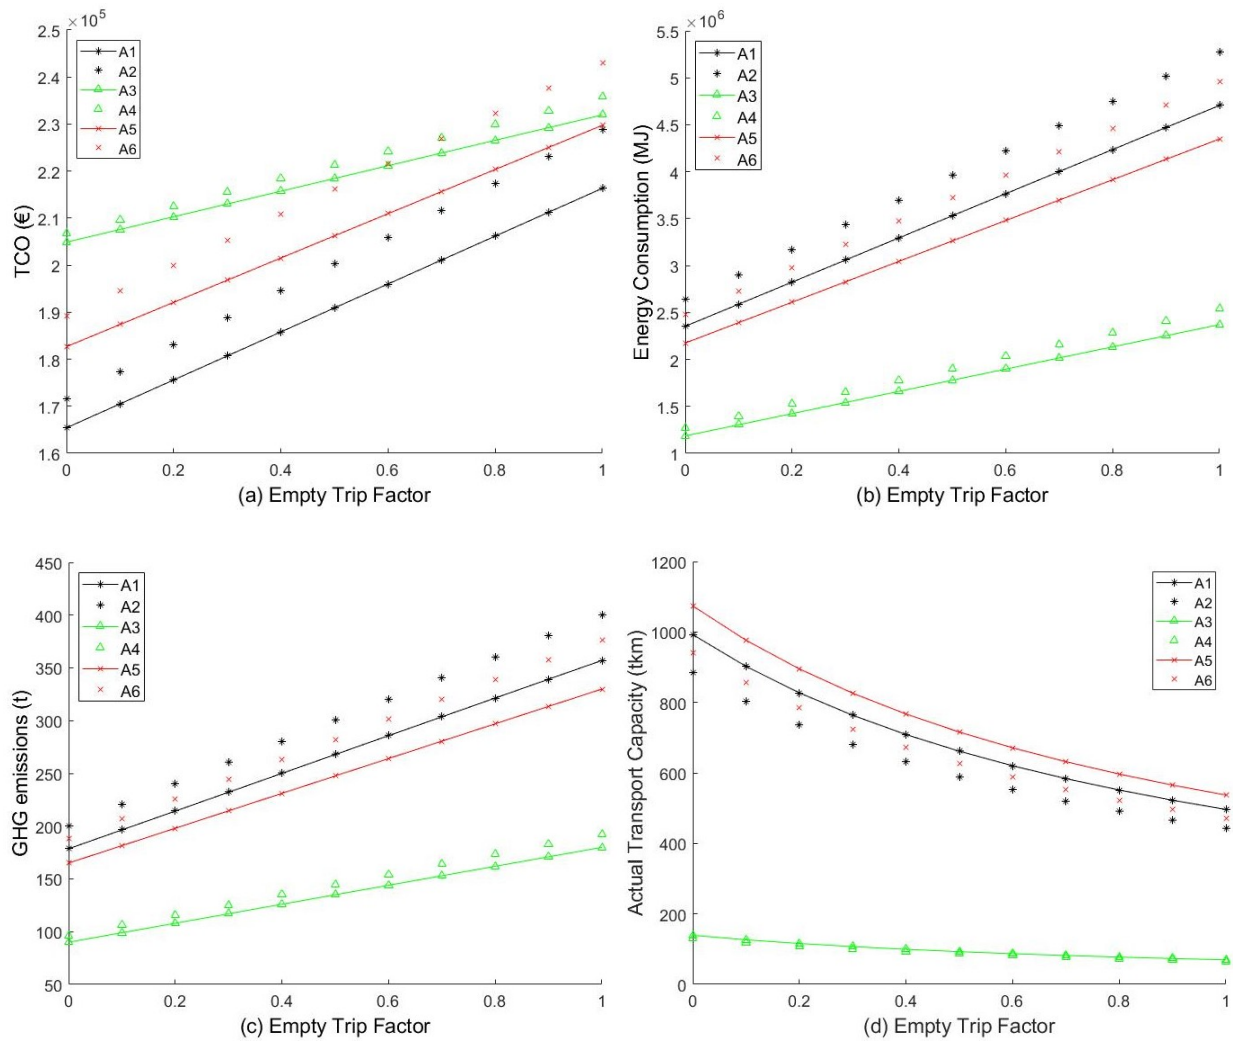 ×10⁵
2.5
2.4
2.3
2.2
2.1
2
1.9
1.8
1.7
1.6
TCO (€)
A1
A2
A3
A4
A5
A6
0
0.2
0.4
0.6
0.8
1
(a) Empty Trip Factor
×10⁶
5.5
5
4.5
4
3.5
3
2.5
2
1.5
1
Energy Consumption (MJ)
A1
A2
A3
A4
A5
A6
0
0.2
0.4
0.6
0.8
1
(b) Empty Trip Factor
450
400
350
300
250
200
150
100
50
GHG emissions (t)
A1
A2
A3
A4
A5
A6
0
0.2
0.4
0.6
0.8
1
(c) Empty Trip Factor
1200
1000
800
600
400
200
0
Actual Transport Capacity (tkm)
A1
A2
A3
A4
A5
A6
0
0.2
0.4
0.6
0.8
1
(d) Empty Trip Factor